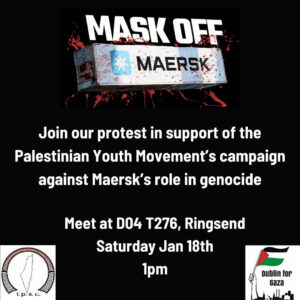 MASK OFF
MAERSK
Join our protest in support of the
Palestinian Youth Movement's campaign
against Maersk's role in genocide
Meet at D04 T276, Ringsend
Saturday Jan 18th
1pm
i.p.s.c.
Dublin for
Gaza